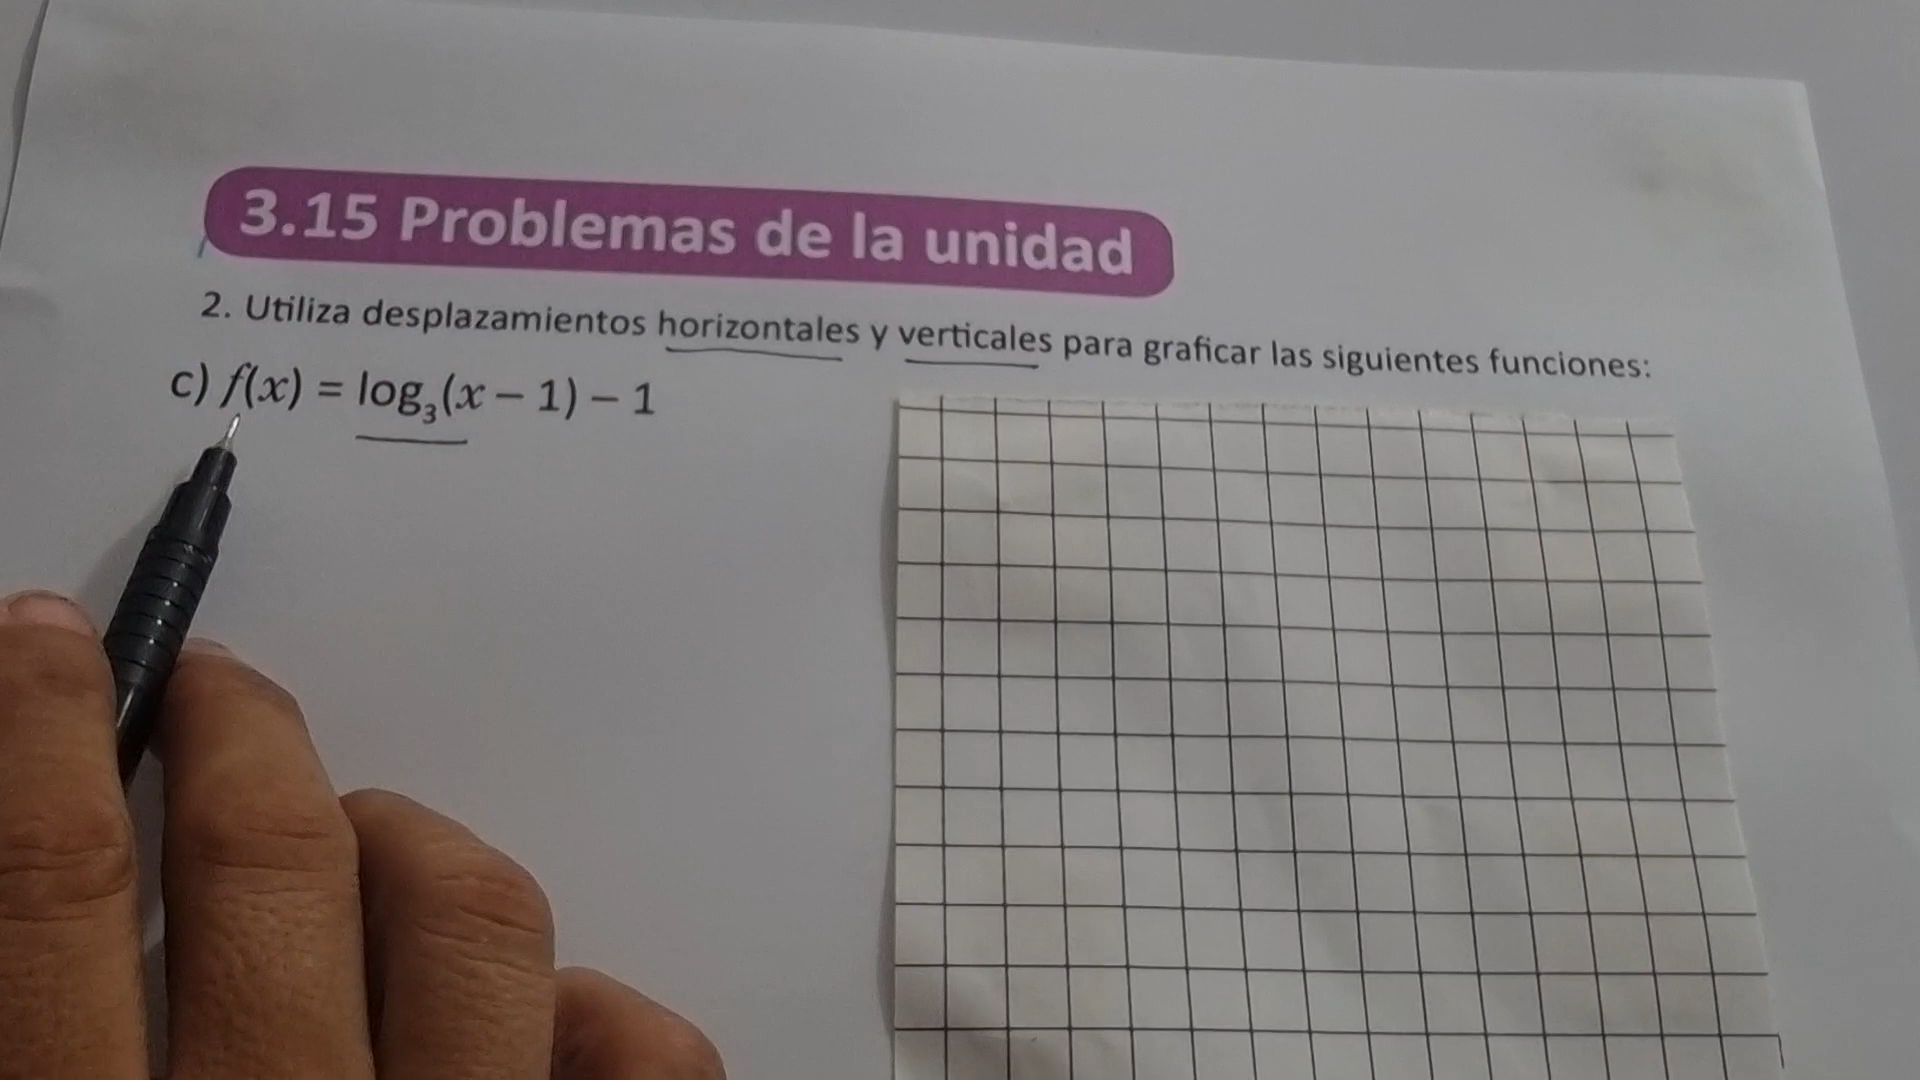 3.15 Problemas de la unidad
2. Utiliza desplazamientos horizontales y verticales para graficar las siguientes funciones:
c) f(x) = log₃(x – 1) – 1